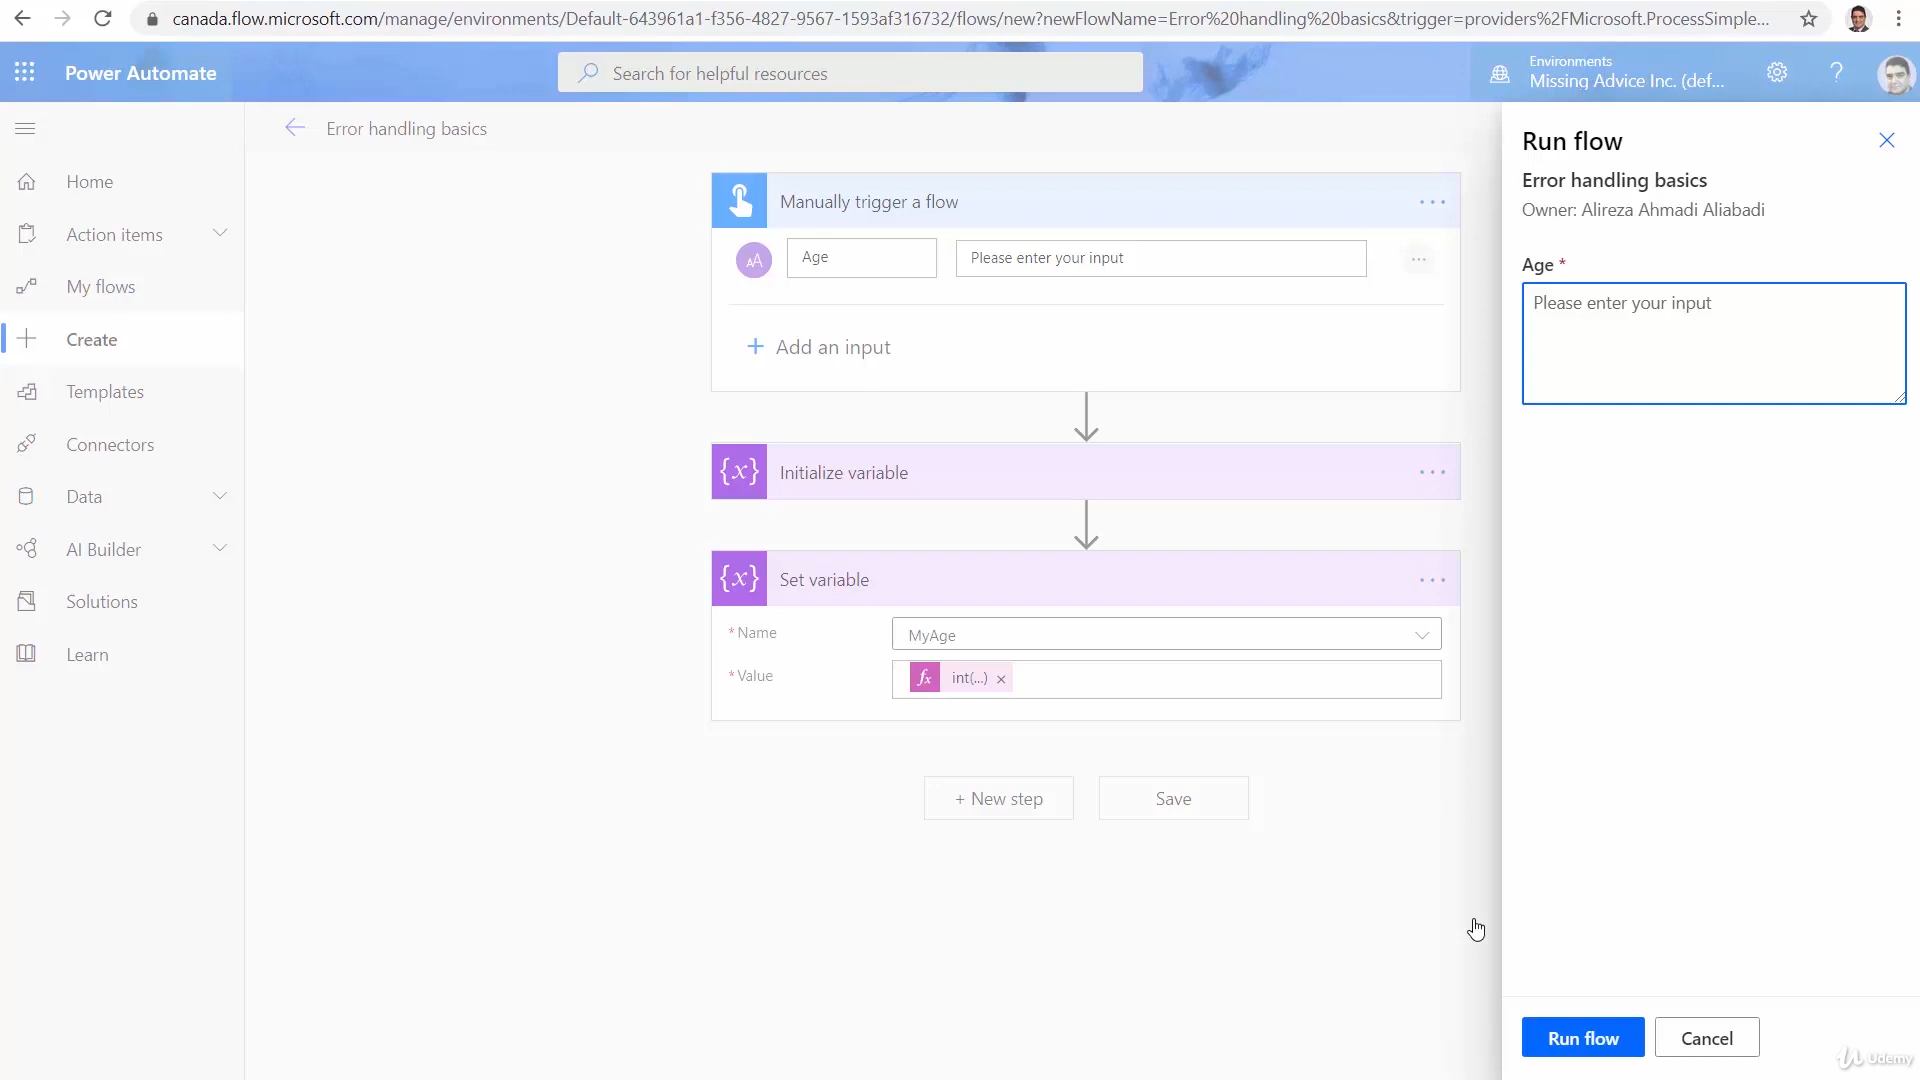 canada.flow.microsoft.com/manage/environments/Default-643961a1-f356-4827-9567-1593af316732/flows/new?newFlowName=Error%20handling%20basics&trigger=providers%2FMicrosoft.ProcessSimple...
Power Automate
Search for helpful resources
Environments
Missing Advice Inc. (def...
?
Error handling basics
Home
Action items
My flows
Create
Templates
Connectors
Data
AI Builder
Solutions
Learn
Manually trigger a flow
...
AA
Age
Please enter your input
...
+ Add an input
{x}
Initialize variable
...
{x}
Set variable
...
* Name
MyAge
* Value
fx int(...) ×
+ New step
Save
Run flow
Error handling basics
Owner: Alireza Ahmadi Aliabadi
Age *
Please enter your input
Run flow
Cancel
Udemy